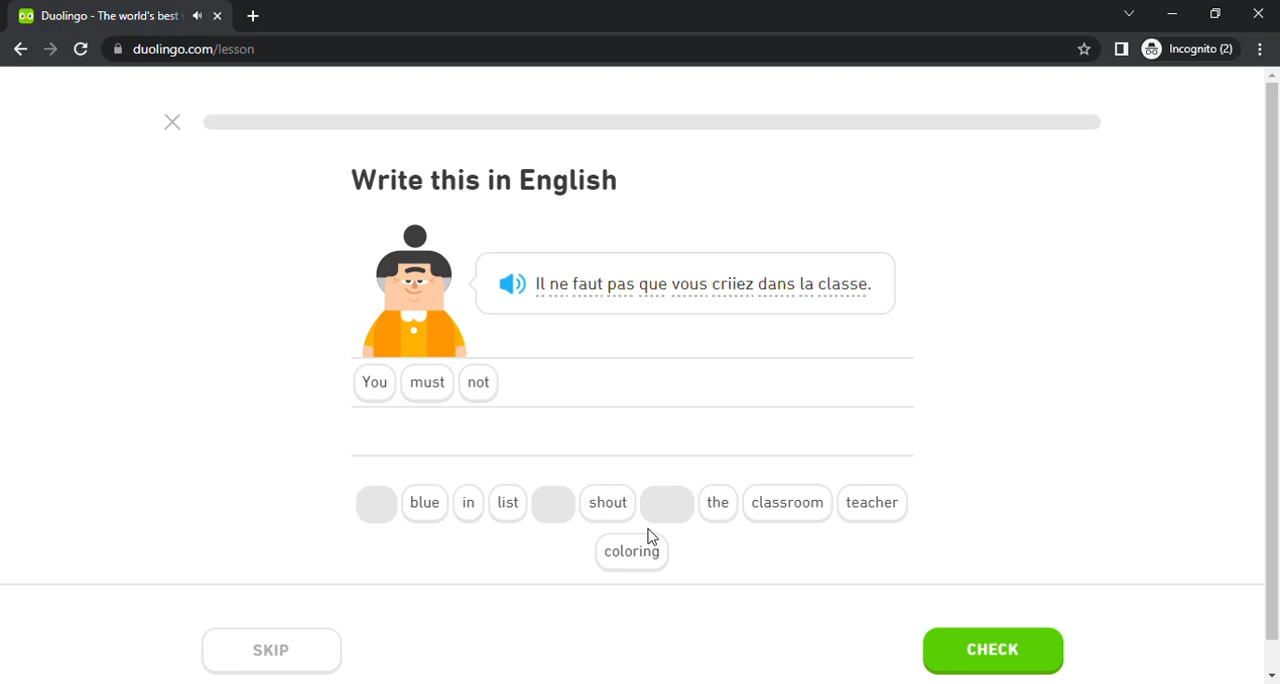 Duolingo - The world's best
duolingo.com/lesson
Incognito (2)
Write this in English
Il ne faut pas que vous criiez dans la classe.
You must not
blue in list shout the classroom teacher
coloring
SKIP CHECK